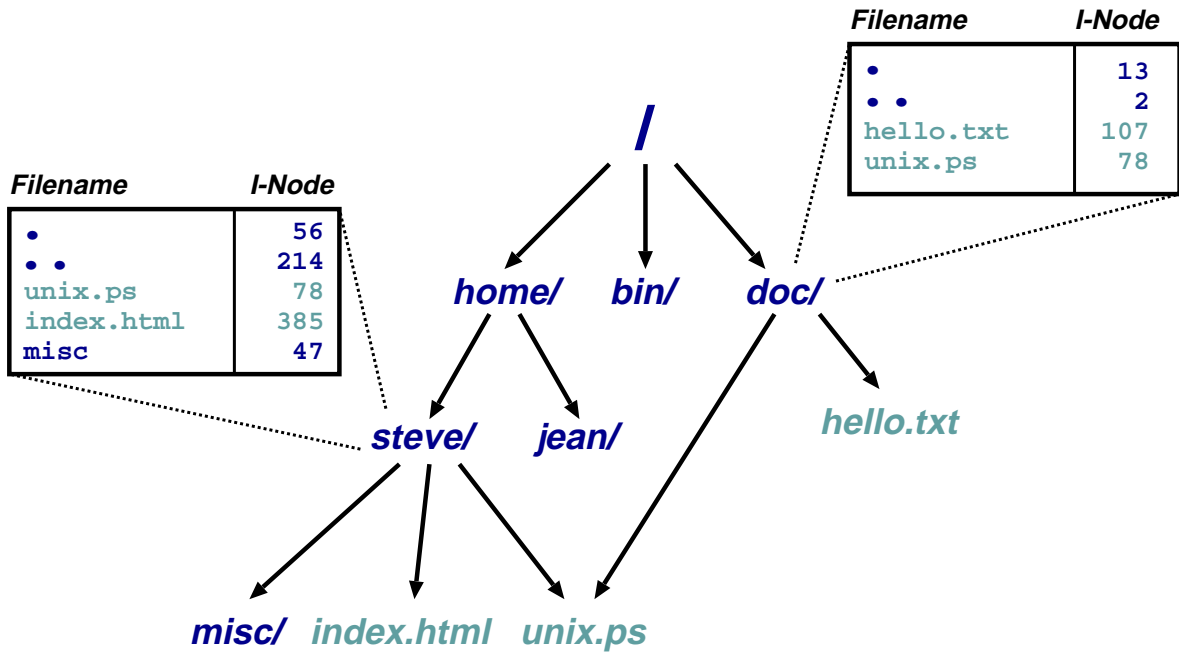 Filename I-Node
• 13
• • 2
hello.txt 107
unix.ps 78
/
Filename I-Node
• 56
• • 214
unix.ps 78
index.html 385
misc 47
home/ bin/ doc/
steve/ jean/ hello.txt
misc/ index.html unix.ps